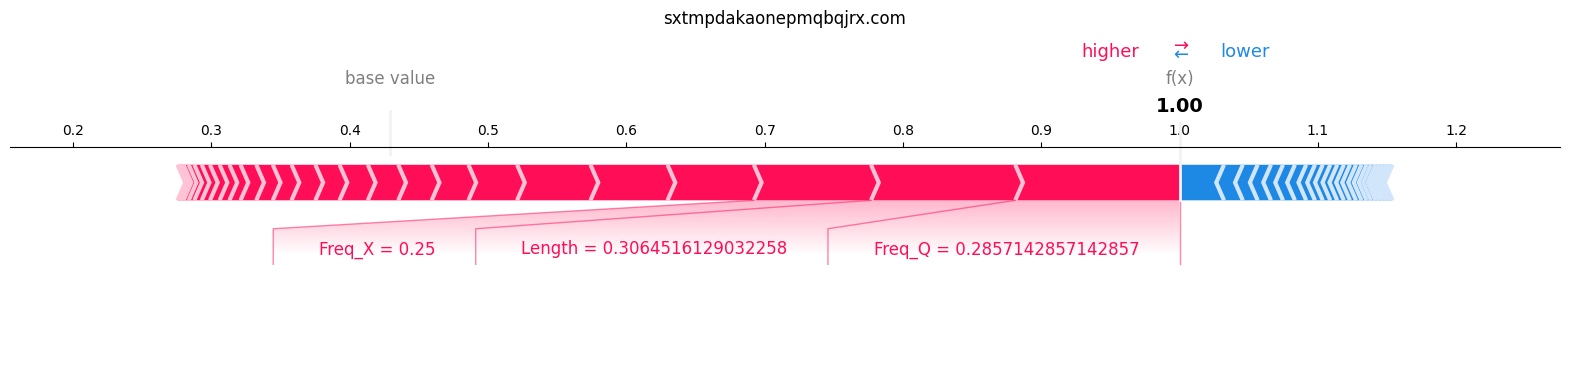 sxtmpdakaonepmqbqjrx.com
higher ⇄ lower
base value f(x)
1.00
0.2 0.3 0.4 0.5 0.6 0.7 0.8 0.9 1.0 1.1 1.2
Freq_X = 0.25 Length = 0.3064516129032258 Freq_Q = 0.2857142857142857